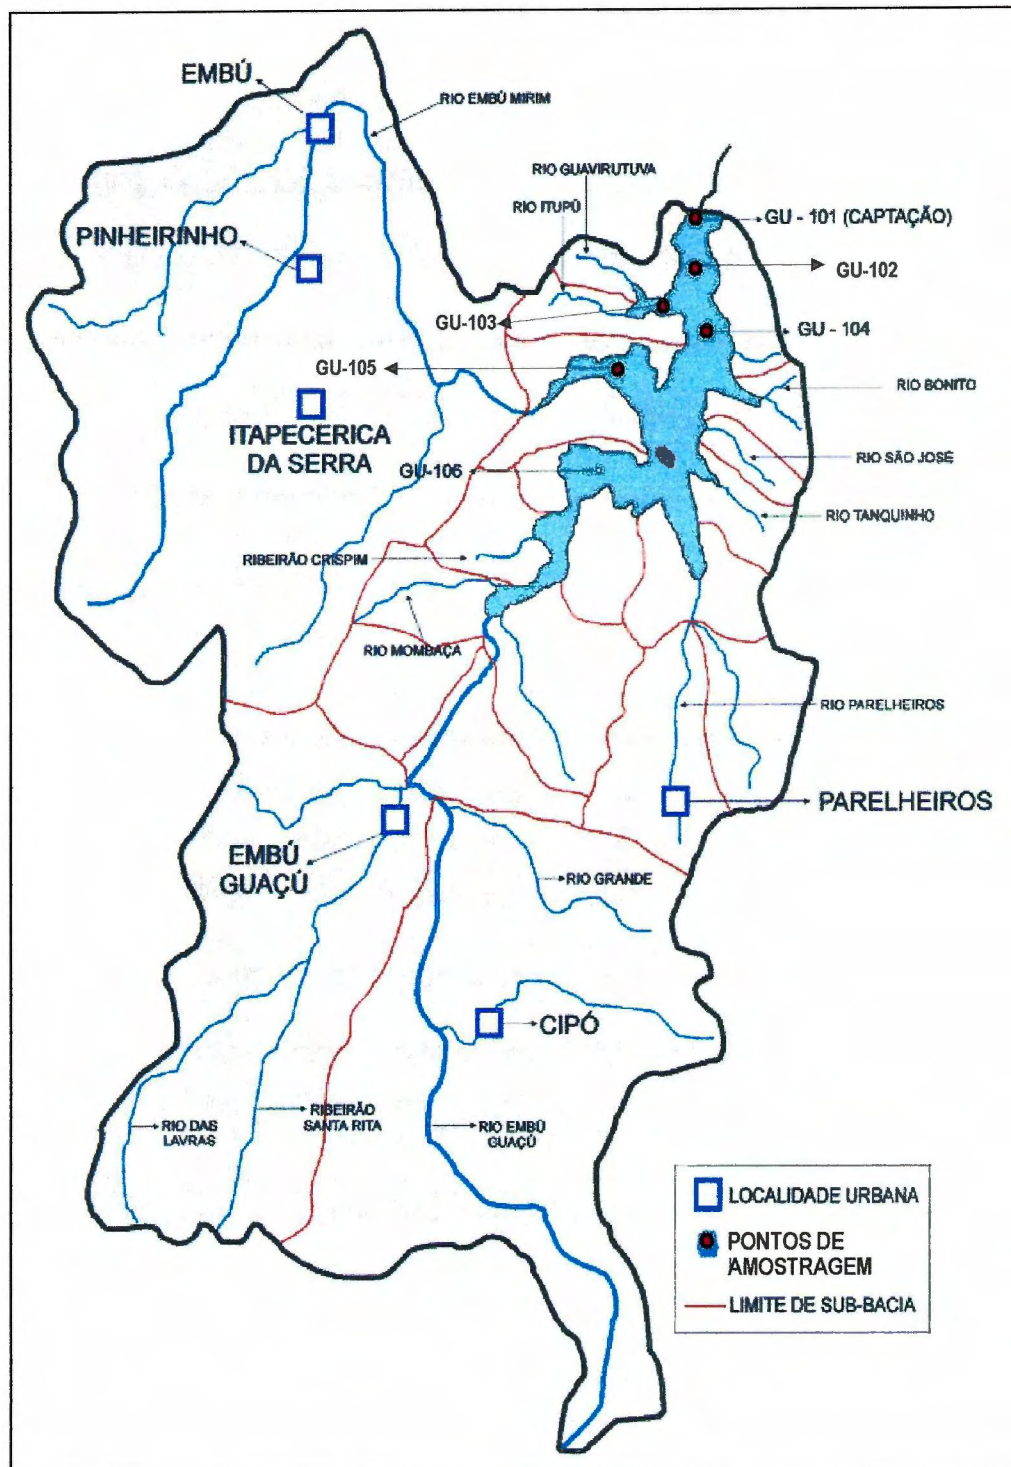 EMBÚ
RIO EMBÚ MIRIM
RIO GUAVIRUTUVA
RIO ITUPÚ
GU - 101 (CAPTAÇÃO)
PINHEIRINHO
GU-102
GU-103
GU - 104
GU-105
RIO BONITO
ITAPECERICA
DA SERRA
GU-106
RIO SÃO JOSÉ
RIO TANQUINHO
RIBEIRÃO CRISPIM
RIO MOMBAÇA
RIO PARELHEIROS
PARELHEIROS
EMBÚ
GUAÇÚ
RIO GRANDE
CIPÓ
RIO DAS
LAVRAS
RIBEIRÃO
SANTA RITA
RIO EMBÚ
GUAÇÚ
LOCALIDADE URBANA
PONTOS DE
AMOSTRAGEM
LIMITE DE SUB-BACIA